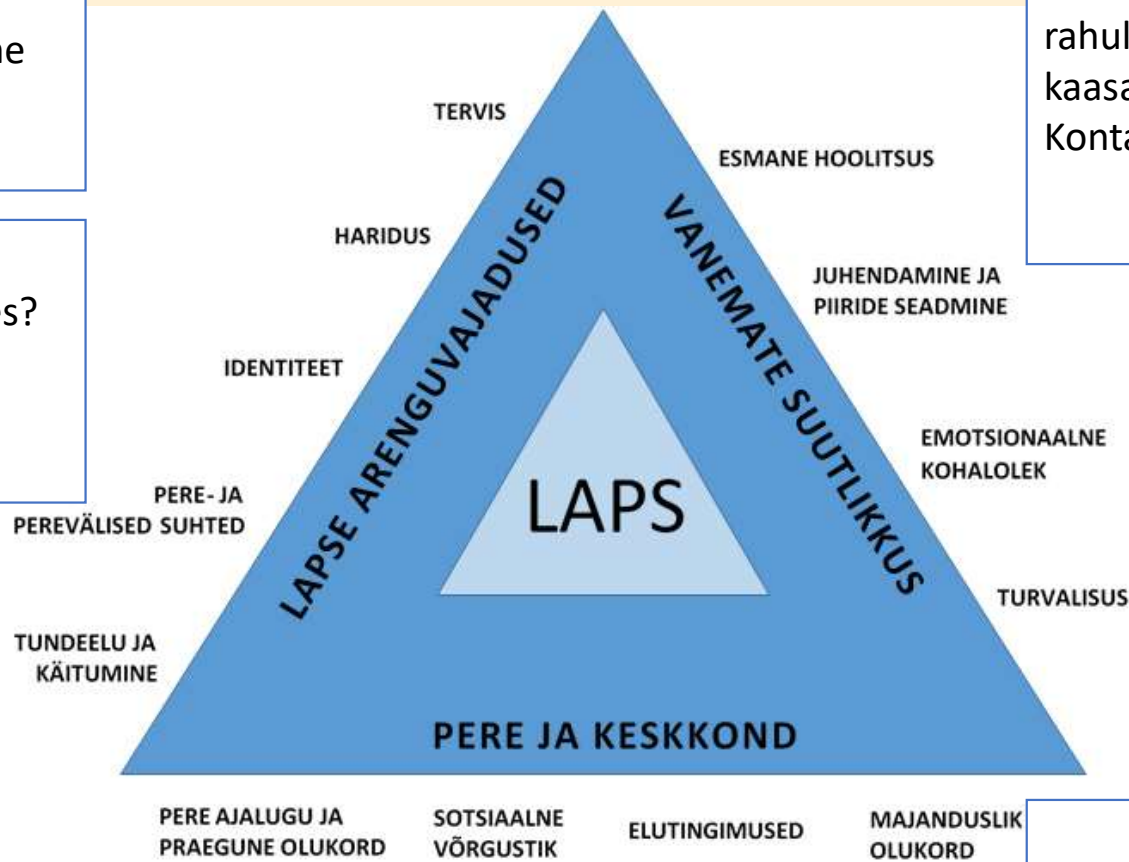 rahul
kaasa
Konta
s?
TERVIS
ESMANE HOOLITSUS
HARIDUS
JUHENDAMINE JA
PIIRIDE SEADMINE
IDENTITEET
EMOTSIONAALNE
KOHALOLEK
PERE- JA
PEREVÄLISED SUHTED
TURVALISUS
TUNDEELU JA
KÄITUMINE
LAPSE ARENGUVAJADUSED
VANEMATE SUUTLIKKUS
LAPS
PERE JA KESKKOND
PERE AJALUGU JA
PRAEGUNE OLUKORD
SOTSIAALNE
VÕRGUSTIK
ELUTINGIMUSED
MAJANDUSLIK
OLUKORD